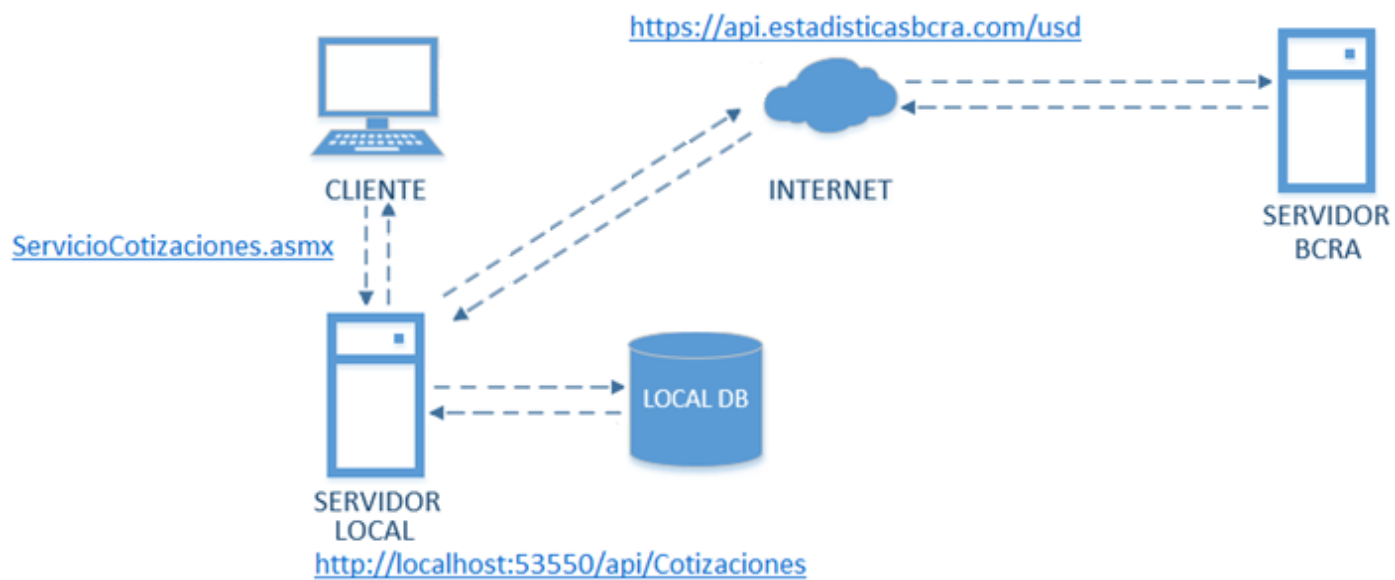 https://api.estadisticasbcra.com/usd
CLIENTE
INTERNET
SERVIDOR
BCRA
ServicioCotizaciones.asmx
LOCAL DB
SERVIDOR
LOCAL
http://localhost:53550/api/Cotizaciones